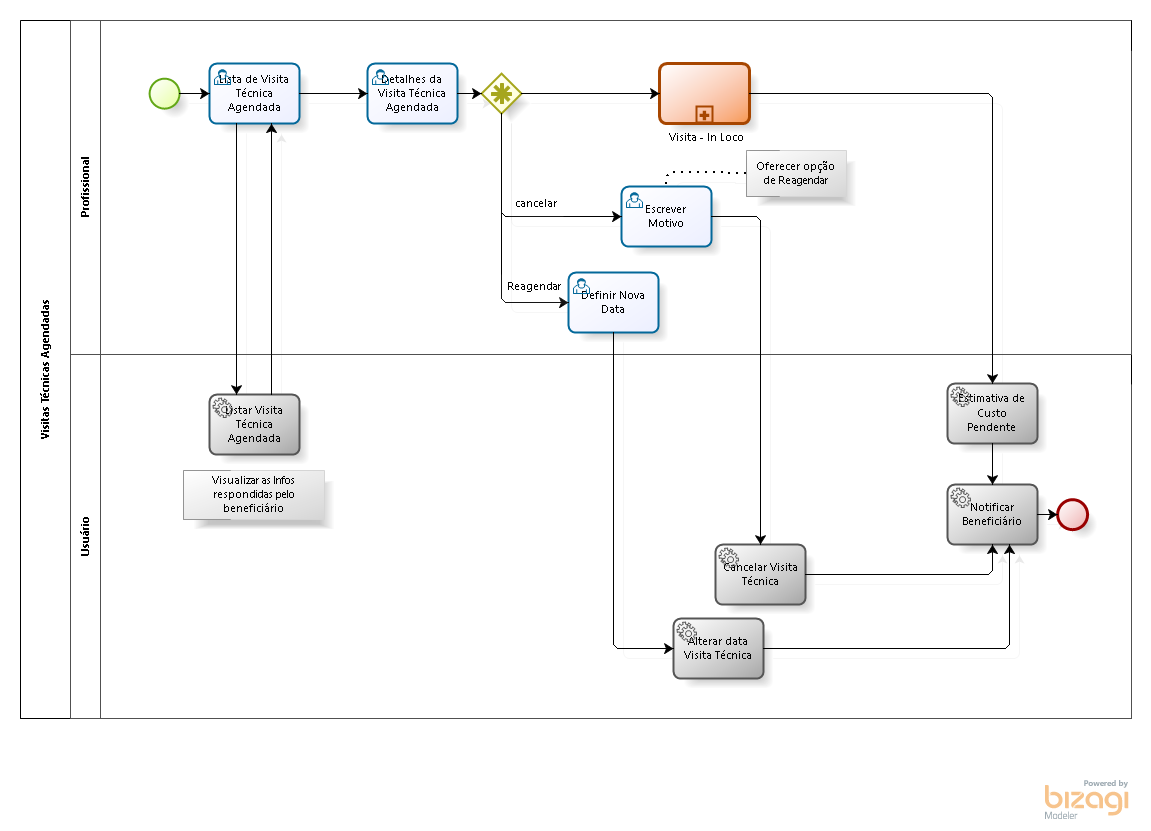 Visitas Técnicas Agendadas
Profissional
Lista de Visita
Técnica
Agendada
Detalhes da
Visita Técnica
Agendada
Visita - In Loco
Oferecer opção
de Reagendar
cancelar
Escrever
Motivo
Reagendar
Definir Nova
Data
Usuário
Listar Visita
Técnica
Agendada
Visualizar as Infos
respondidas pelo
beneficiário
Estimativa de
Custo
Pendente
Notificar
Beneficiário
Cancelar Visita
Técnica
Alterar data
Visita Técnica
Powered by
bizagi
Modeler